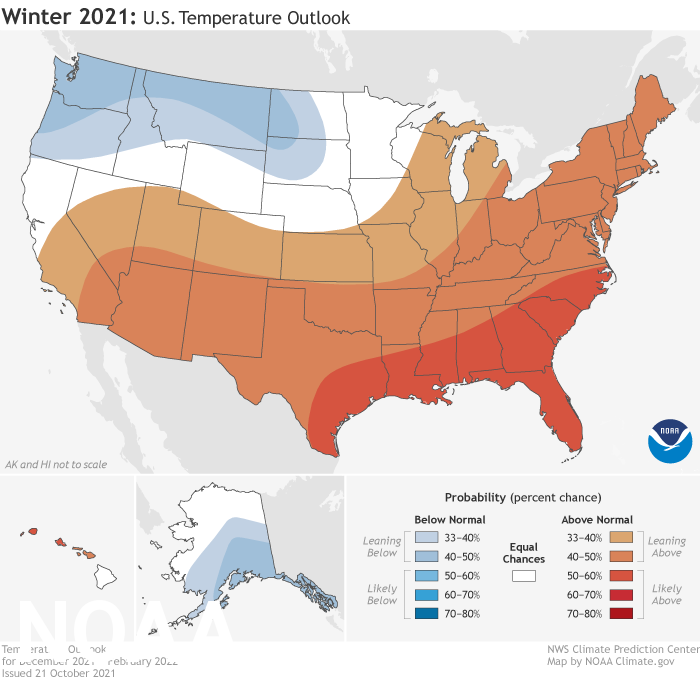 Winter 2021: U.S. Temperature Outlook
NOAA
AK and HI not to scale
Probability (percent chance)
Below Normal
Above Normal
Leaning Below
33–40%
40–50%
Likely Below
50–60%
60–70%
70–80%
Equal Chances
33–40%
40–50%
Leaning Above
50–60%
60–70%
70–80%
Likely Above
NOAA
Outlook
for December 2021 February 2022
Issued 21 October 2021
NWS Climate Prediction Center
Map by NOAA Climate.gov